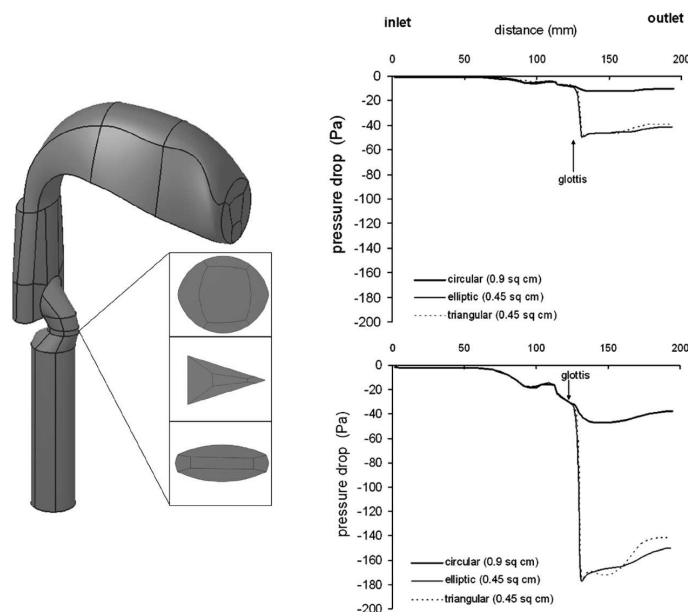 inlet
outlet
distance (mm)
0 50 100 150 200
pressure drop (Pa)
0
-20
-40
-60
-80
-100
-120
-140
-160
-180
-200
glottis
circular (0.9 sq cm)
elliptic (0.45 sq cm)
triangular (0.45 sq cm)
0 50 100 150 200
pressure drop (Pa)
0
-20
-40
-60
-80
-100
-120
-140
-160
-180
-200
glottis
circular (0.9 sq cm)
elliptic (0.45 sq cm)
triangular (0.45 sq cm)